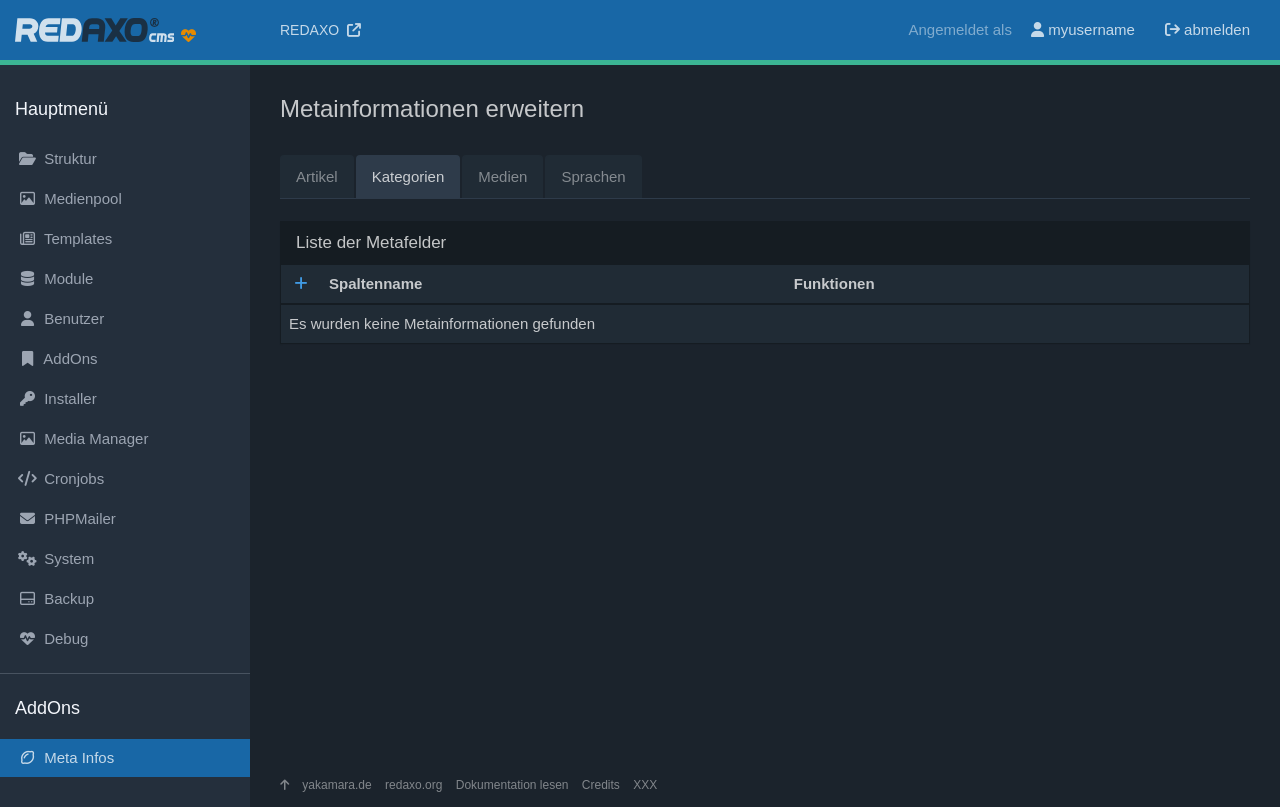 REDAXO® cms
REDAXO
Angemeldet als myusername abmelden
Hauptmenü
Struktur
Medienpool
Templates
Module
Benutzer
AddOns
Installer
Media Manager
Cronjobs
PHPMailer
System
Backup
Debug
AddOns
Meta Infos
Metainformationen erweitern
Artikel Kategorien Medien Sprachen
Liste der Metafelder
Spaltenname Funktionen
Es wurden keine Metainformationen gefunden
yakamara.de redaxo.org Dokumentation lesen Credits XXX